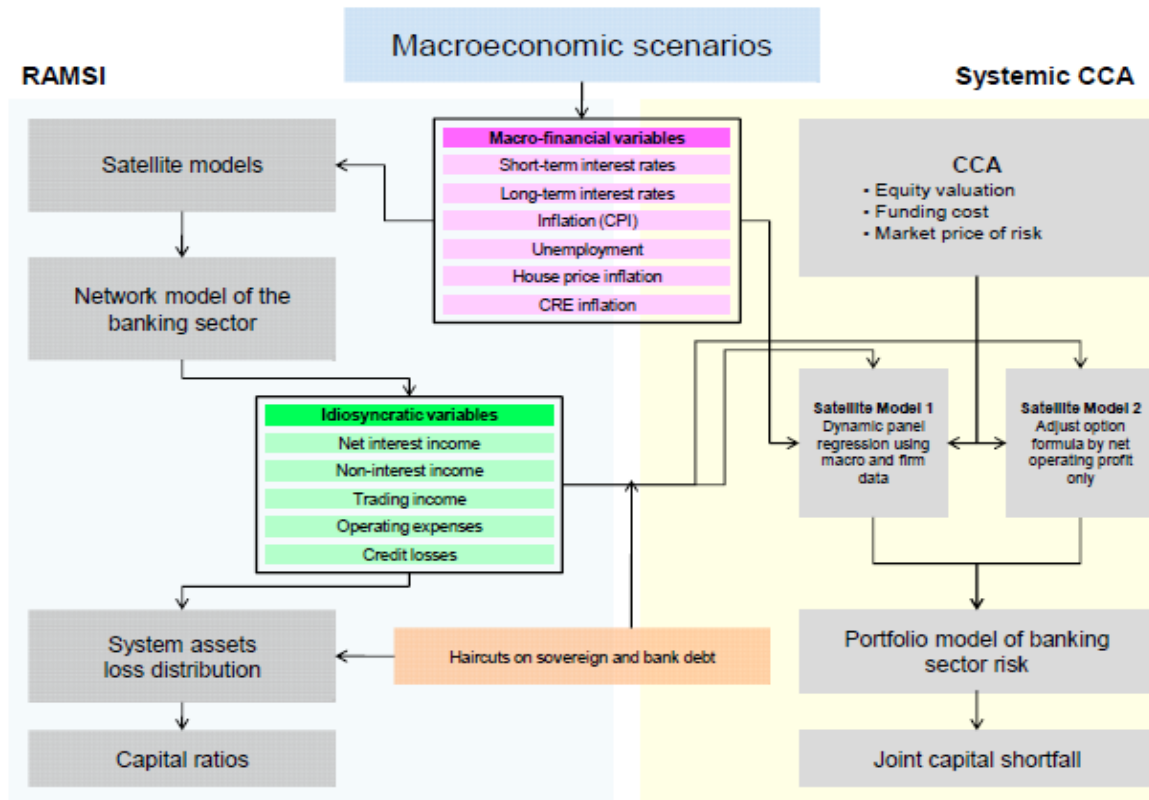 Macroeconomic scenarios
RAMSI
Systemic CCA
Satellite models
Network model of the
banking sector
Macro-financial variables
Short-term interest rates
Long-term interest rates
Inflation (CPI)
Unemployment
House price inflation
CRE inflation
CCA
▪ Equity valuation
▪ Funding cost
▪ Market price of risk
Idiosyncratic variables
Net interest income
Non-interest income
Trading income
Operating expenses
Credit losses
Satellite Model 1
Dynamic panel
regression using
macro and firm
data
Satellite Model 2
Adjust option
formula by net
operating profit
only
System assets
loss distribution
Haircuts on sovereign and bank debt
Portfolio model of banking
sector risk
Capital ratios
Joint capital shortfall